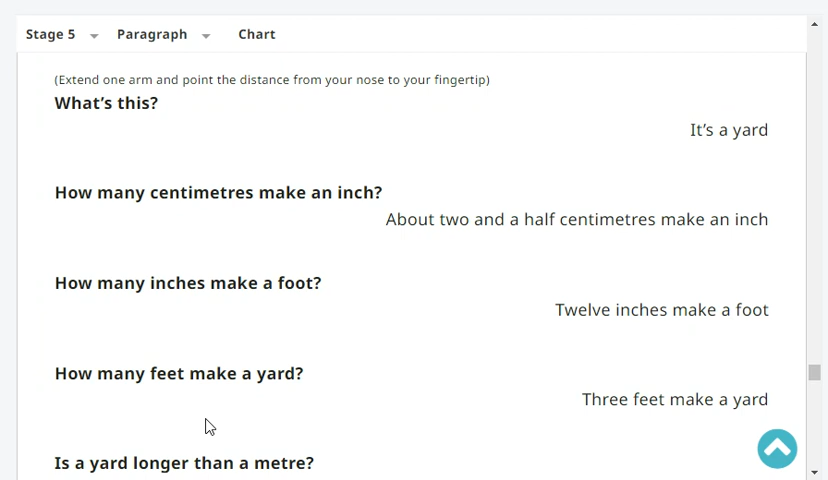 Stage 5 Paragraph Chart
(Extend one arm and point the distance from your nose to your fingertip)
What's this?
It's a yard
How many centimetres make an inch?
About two and a half centimetres make an inch
How many inches make a foot?
Twelve inches make a foot
How many feet make a yard?
Three feet make a yard
Is a yard longer than a metre?